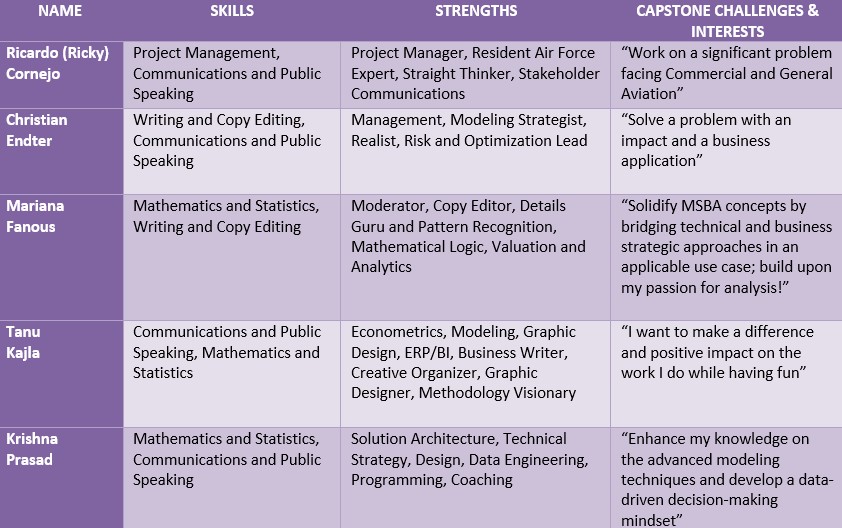 NAME
SKILLS
STRENGTHS
CAPSTONE CHALLENGES &
INTERESTS
Ricardo (Ricky)
Cornejo
Project Management,
Communications and Public
Speaking
Project Manager, Resident Air Force
Expert, Straight Thinker, Stakeholder
Communications
“Work on a significant problem
facing Commercial and General
Aviation”
Christian
Endter
Writing and Copy Editing,
Communications and Public
Speaking
Management, Modeling Strategist,
Realist, Risk and Optimization Lead
“Solve a problem with an
impact and a business
application”
Mariana
Fanous
Mathematics and Statistics,
Writing and Copy Editing
Moderator, Copy Editor, Details
Guru and Pattern Recognition,
Mathematical Logic, Valuation and
Analytics
“Solidify MSBA concepts by
bridging technical and business
strategic approaches in an
applicable use case; build upon
my passion for analysis!”
Tanu
Kajla
Communications and Public
Speaking, Mathematics and
Statistics
Econometrics, Modeling, Graphic
Design, ERP/BI, Business Writer,
Creative Organizer, Graphic
Designer, Methodology Visionary
“I want to make a difference
and positive impact on the
work I do while having fun”
Krishna
Prasad
Mathematics and Statistics,
Communications and Public
Speaking
Solution Architecture, Technical
Strategy, Design, Data Engineering,
Programming, Coaching
“Enhance my knowledge on
the advanced modeling
techniques and develop a data-
driven decision-making
mindset”